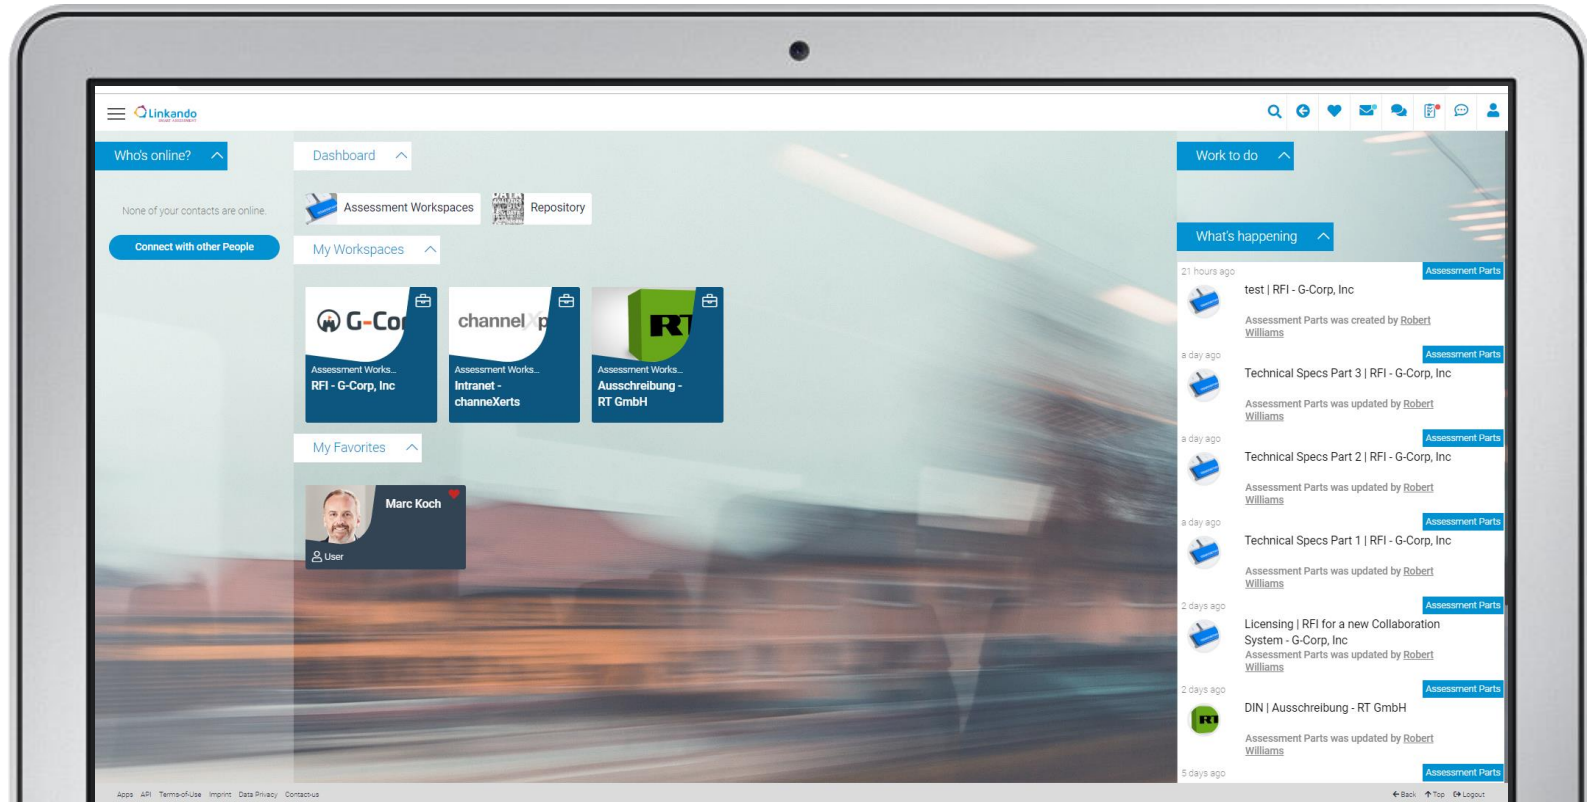 Linkando
SMART ASSESSMENT
Who's online?
None of your contacts are online.
Connect with other People
Dashboard
Assessment Workspaces
Repository
My Workspaces
G-Cor
Assessment Works...
RFI - G-Corp, Inc
channelXp
Assessment Works...
Intranet -
channeXerts
RT
Assessment Works...
Ausschreibung -
RT GmbH
My Favorites
Marc Koch
User
Work to do
What's happening
21 hours ago
Assessment Parts
test | RFI - G-Corp, Inc
Assessment Parts was created by Robert
Williams
a day ago
Assessment Parts
Technical Specs Part 3 | RFI - G-Corp, Inc
Assessment Parts was updated by Robert
Williams
a day ago
Assessment Parts
Technical Specs Part 2 | RFI - G-Corp, Inc
Assessment Parts was updated by Robert
Williams
a day ago
Assessment Parts
Technical Specs Part 1 | RFI - G-Corp, Inc
Assessment Parts was updated by Robert
Williams
2 days ago
Assessment Parts
Licensing | RFI for a new Collaboration
System - G-Corp, Inc
Assessment Parts was updated by Robert
Williams
2 days ago
Assessment Parts
RT
DIN | Ausschreibung - RT GmbH
Assessment Parts was updated by Robert
Williams
5 days ago
Assessment Parts
Apps API Terms-of-Use Imprint Data Privacy Contact-us
Back Top Logout